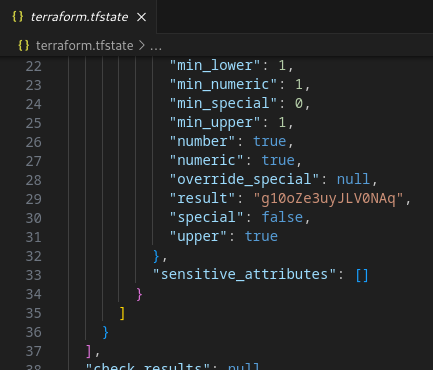 {} terraform.tfstate ×
{} terraform.tfstate > ...
22 "min_lower": 1,
23 "min_numeric": 1,
24 "min_special": 0,
25 "min_upper": 1,
26 "number": true,
27 "numeric": true,
28 "override_special": null,
29 "result": "g10oZe3uyJLV0NAq",
30 "special": false,
31 "upper": true
32 },
33 "sensitive_attributes": []
34 }
35 ]
36 }
37 ],
38 "check_results": null,